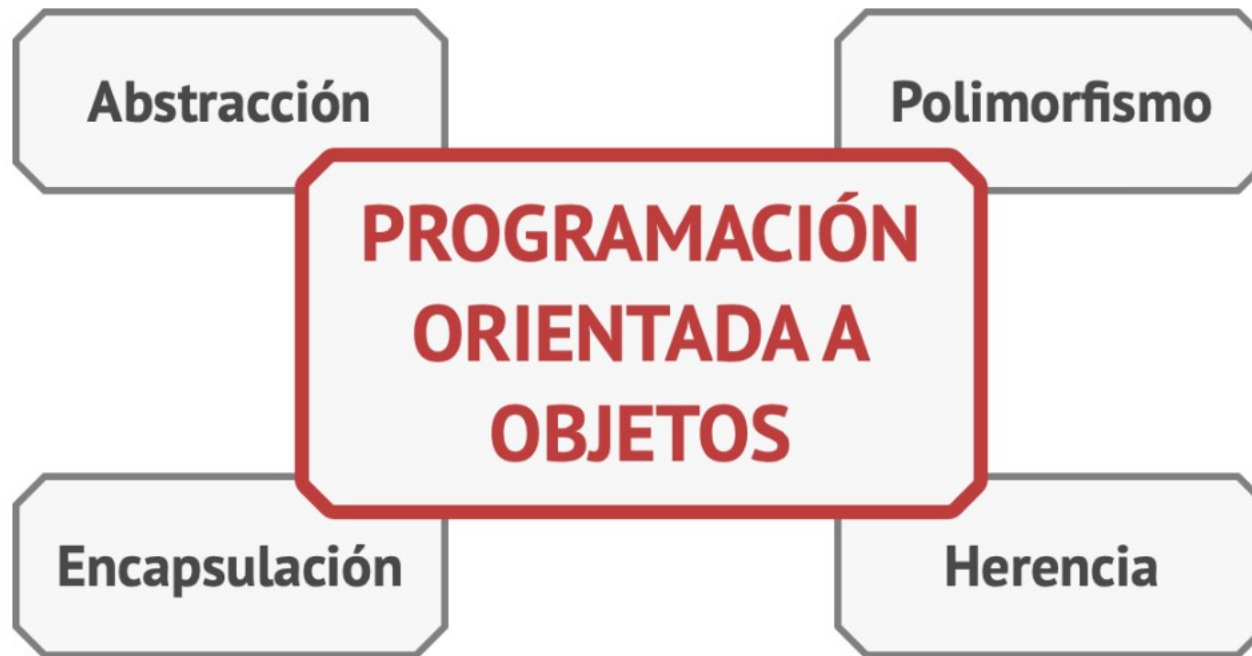 Abstracción
Polimorfismo
PROGRAMACIÓN
ORIENTADA A
OBJETOS
Encapsulación
Herencia